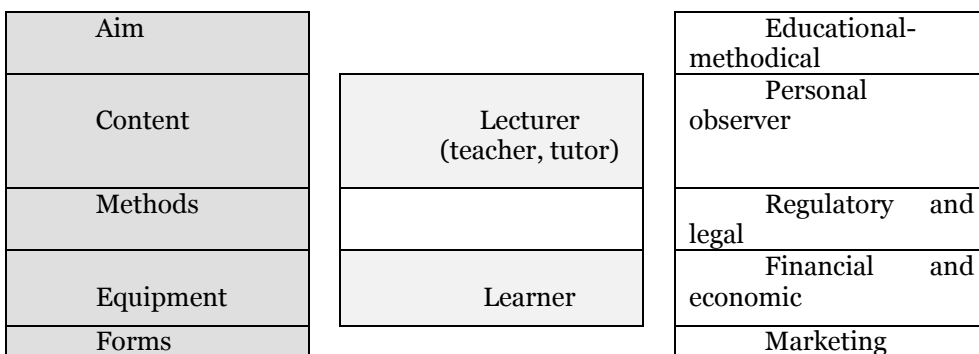 Aim
Content
Methods
Equipment
Forms
Lecturer
(teacher, tutor)
Learner
Educational-
methodical
Personal
observer
Regulatory and
legal
Financial and
economic
Marketing